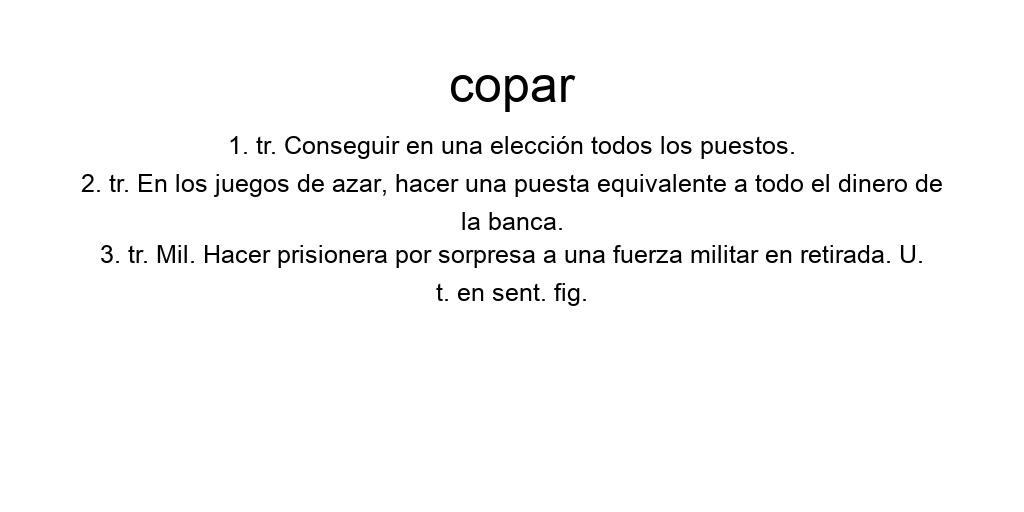 copar
1. tr. Conseguir en una elección todos los puestos.
2. tr. En los juegos de azar, hacer una puesta equivalente a todo el dinero de
la banca.
3. tr. Mil. Hacer prisionera por sorpresa a una fuerza militar en retirada. U.
t. en sent. fig.